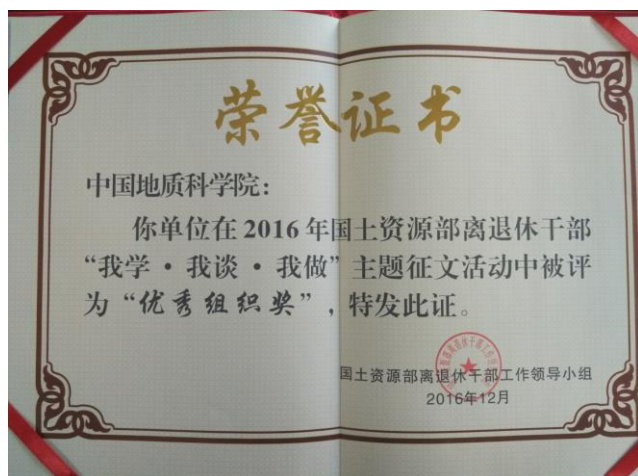 荣誉证书
中国地质科学院：
你单位在2016年国土资源部离退休干部
“我学·我谈·我做”主题征文活动中被评
为“优秀组织奖”，特发此证。
国土资源部离退休干部工作领导小组
2016年12月